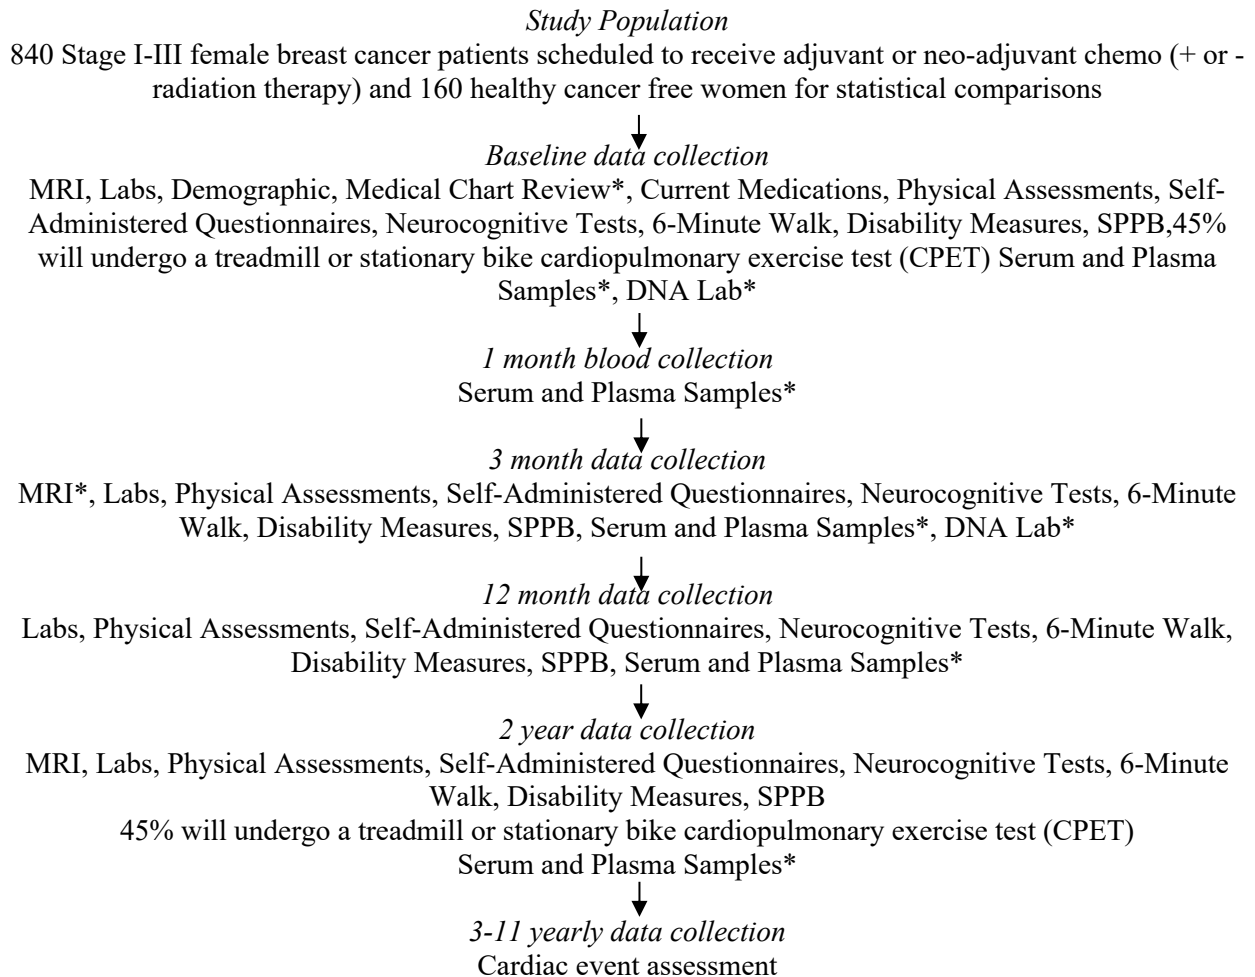 Study Population
840 Stage I-III female breast cancer patients scheduled to receive adjuvant or neo-adjuvant chemo (+ or -
radiation therapy) and 160 healthy cancer free women for statistical comparisons
Baseline data collection
MRI, Labs, Demographic, Medical Chart Review*, Current Medications, Physical Assessments, Self-
Administered Questionnaires, Neurocognitive Tests, 6-Minute Walk, Disability Measures, SPPB,45%
will undergo a treadmill or stationary bike cardiopulmonary exercise test (CPET) Serum and Plasma
Samples*, DNA Lab*
1 month blood collection
Serum and Plasma Samples*
3 month data collection
MRI*, Labs, Physical Assessments, Self-Administered Questionnaires, Neurocognitive Tests, 6-Minute
Walk, Disability Measures, SPPB, Serum and Plasma Samples*, DNA Lab*
12 month data collection
Labs, Physical Assessments, Self-Administered Questionnaires, Neurocognitive Tests, 6-Minute Walk,
Disability Measures, SPPB, Serum and Plasma Samples*
2 year data collection
MRI, Labs, Physical Assessments, Self-Administered Questionnaires, Neurocognitive Tests, 6-Minute
Walk, Disability Measures, SPPB
45% will undergo a treadmill or stationary bike cardiopulmonary exercise test (CPET)
Serum and Plasma Samples*
3-11 yearly data collection
Cardiac event assessment